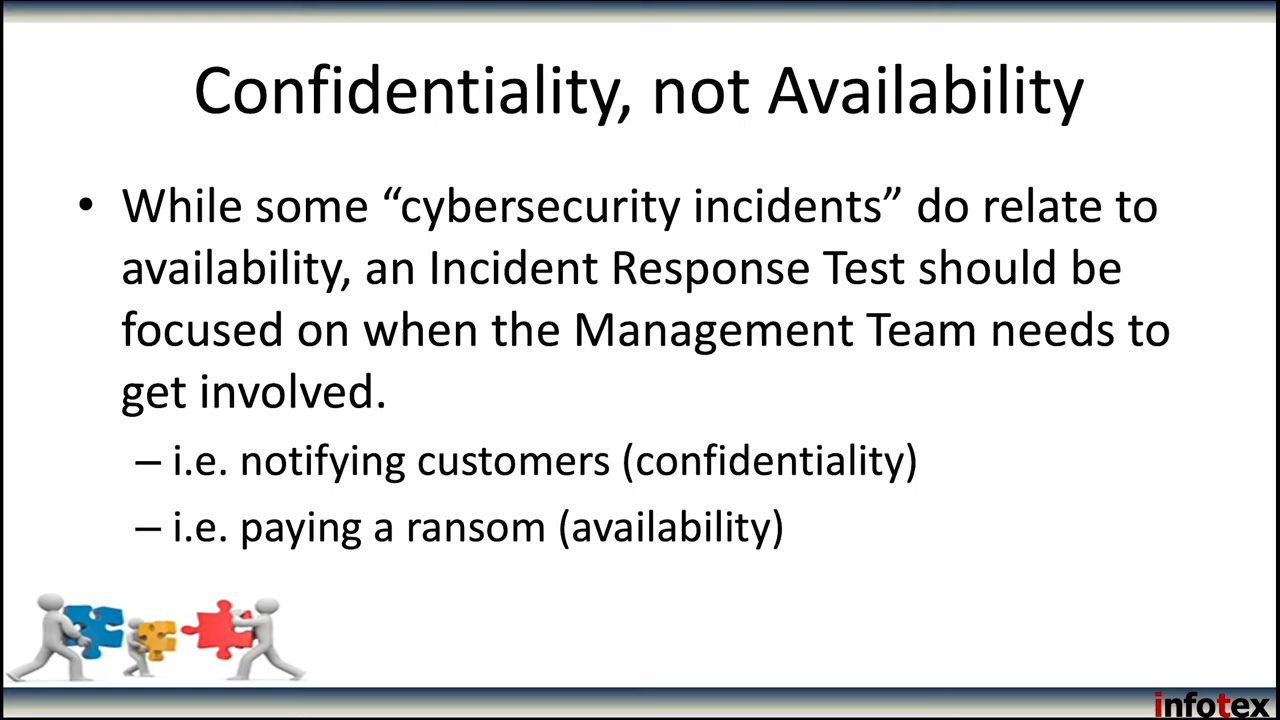 Confidentiality, not Availability
• While some “cybersecurity incidents” do relate to
availability, an Incident Response Test should be
focused on when the Management Team needs to
get involved.
– i.e. notifying customers (confidentiality)
– i.e. paying a ransom (availability)
infotex